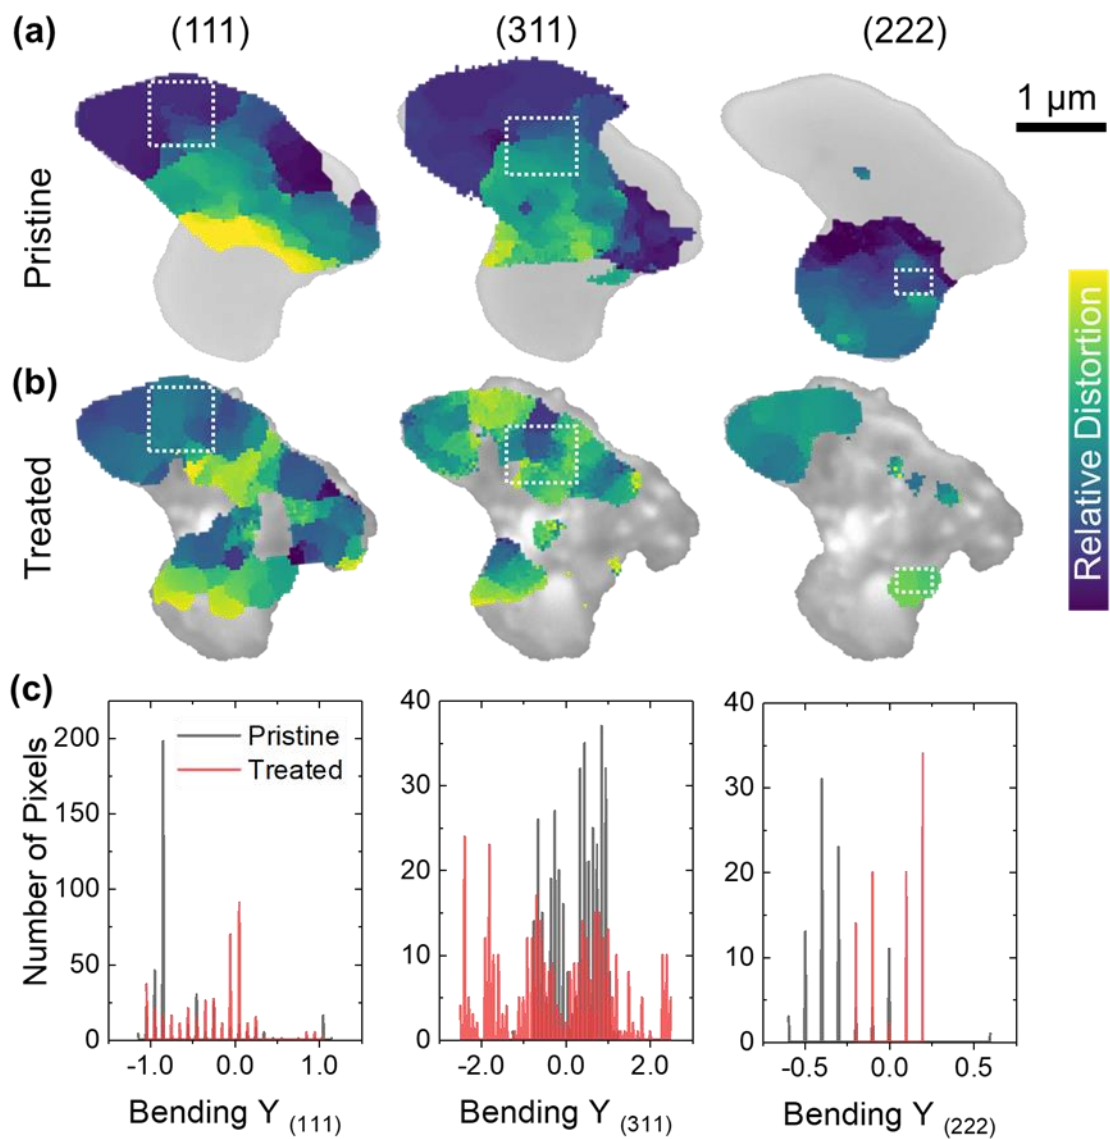 (a) (111) (311) (222)
1 μm
Pristine
(b)
Treated
Relative Distortion
(c)
Number of Pixels
200
150
100
50
0
Pristine
Treated
-1.0 0.0 1.0
Bending Y (111)
40
30
20
10
0
-2.0 0.0 2.0
Bending Y (311)
40
30
20
10
0
-0.5 0.0 0.5
Bending Y (222)